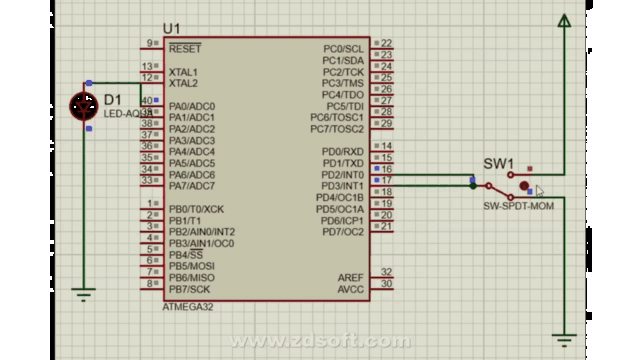 U1
9 RESET
13 XTAL1
12 XTAL2
40 PA0/ADC0
PA1/ADC1
38 PA2/ADC2
37 PA3/ADC3
36 PA4/ADC4
35 PA5/ADC5
34 PA6/ADC6
33 PA7/ADC7
1 PB0/T0/XCK
2 PB1/T1
3 PB2/AIN0/INT2
4 PB3/AIN1/OC0
5 PB4/SS
6 PB5/MOSI
7 PB6/MISO
8 PB7/SCK
PC0/SCL 22
PC1/SDA 23
PC2/TCK 24
PC3/TMS 25
PC4/TDO 26
PC5/TDI 27
PC6/TOSC1 28
PC7/TOSC2 29
PD0/RXD 14
PD1/TXD 15
PD2/INT0 16
PD3/INT1 17
PD4/OC1B 18
PD5/OC1A 19
PD6/ICP1 20
PD7/OC2 21
AREF 32
AVCC 30
ATMEGA32
D1
LED-AQUA
SW1
SW-SPDT-MOM
www.zdsoft.com